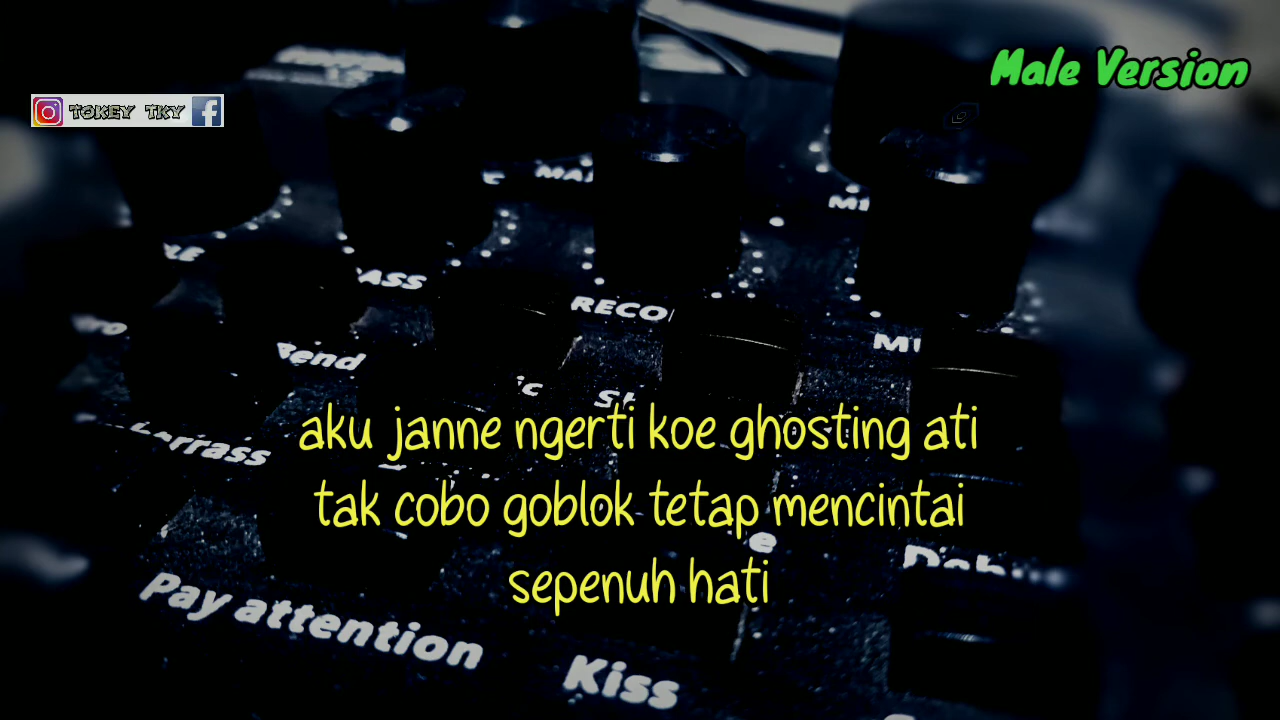 Male Version
TOKEY TKY
RECO
Kiss
Pay attention
aku janne ngerti koe ghosting ati
tak cobo goblok tetap mencintai
sepenuh hati